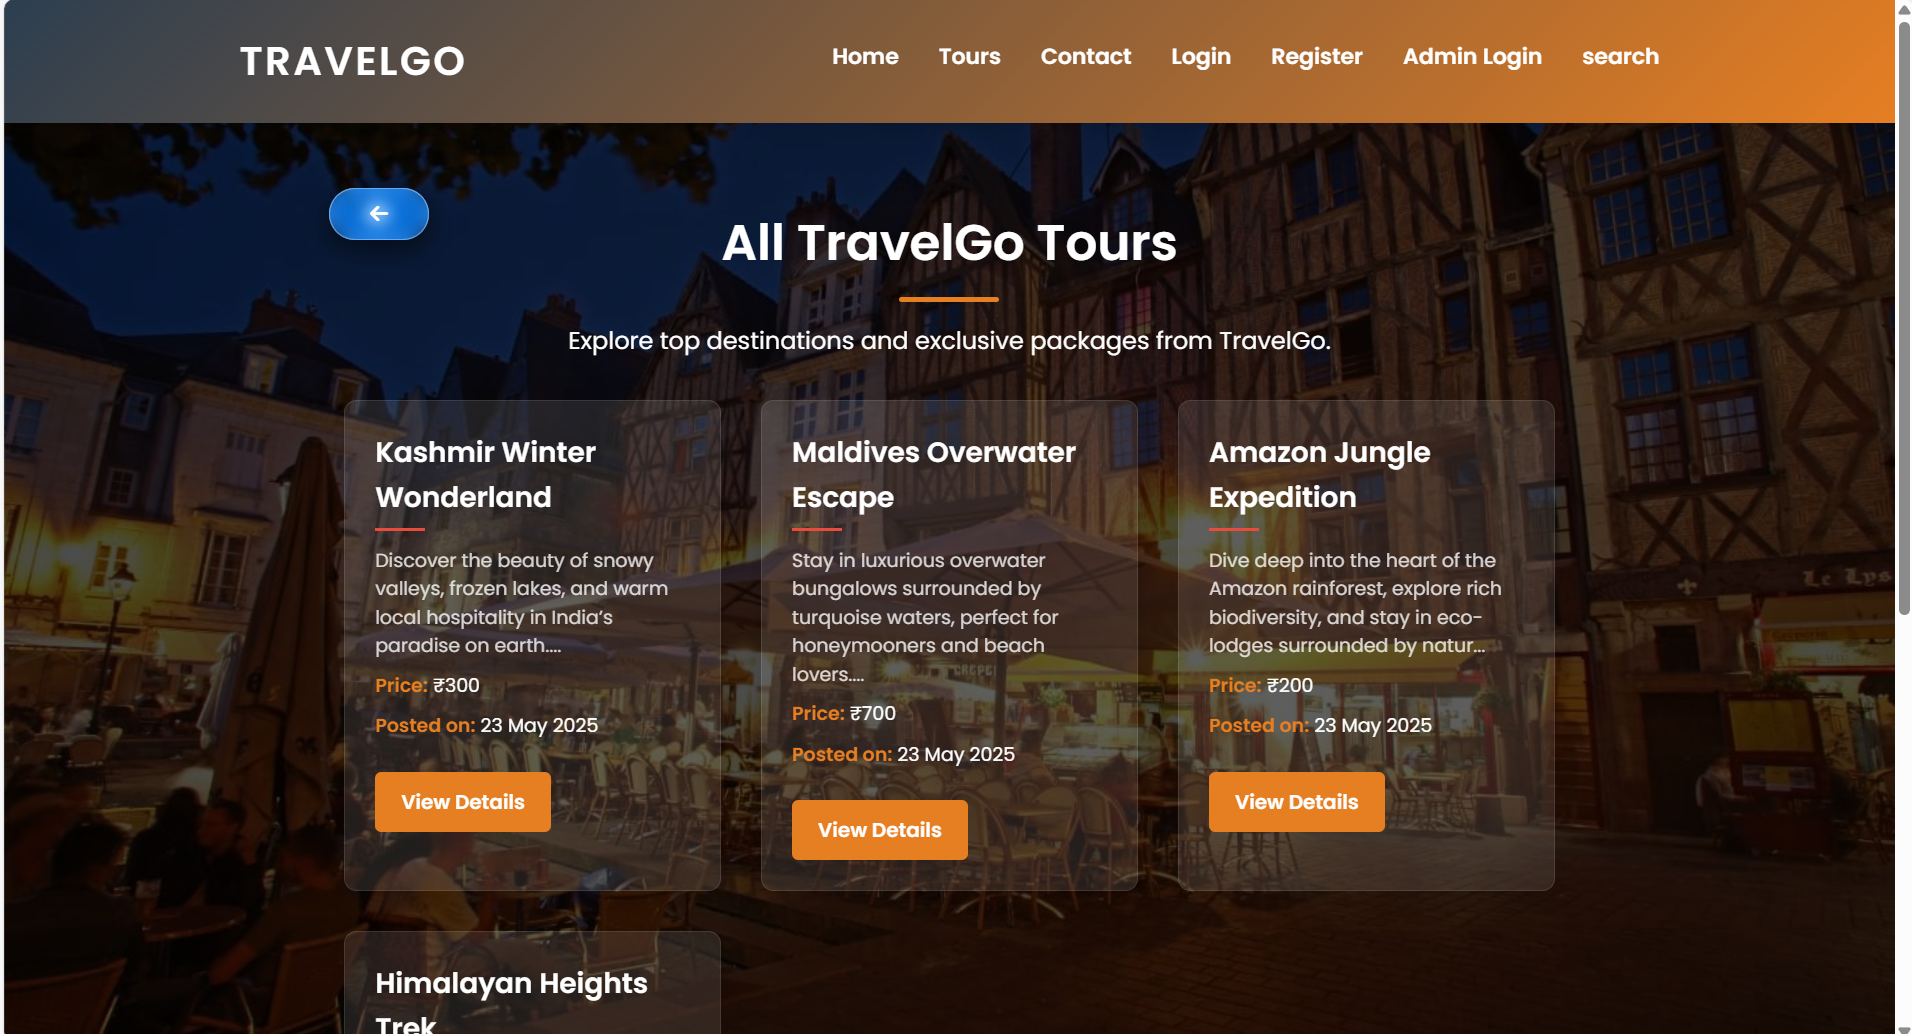 TRAVELGO
Home Tours Contact Login Register Admin Login search
All TravelGo Tours
Explore top destinations and exclusive packages from TravelGo.
Kashmir Winter
Wonderland
Discover the beauty of snowy
valleys, frozen lakes, and warm
local hospitality in India’s
paradise on earth....
Price: ₹300
Posted on: 23 May 2025
View Details
Maldives Overwater
Escape
Stay in luxurious overwater
bungalows surrounded by
turquoise waters, perfect for
honeymooners and beach
lovers....
Price: ₹700
Posted on: 23 May 2025
View Details
Amazon Jungle
Expedition
Dive deep into the heart of the
Amazon rainforest, explore rich
biodiversity, and stay in eco-
lodges surrounded by natur...
Price: ₹200
Posted on: 23 May 2025
View Details
Himalayan Heights
Trek
Le Lys